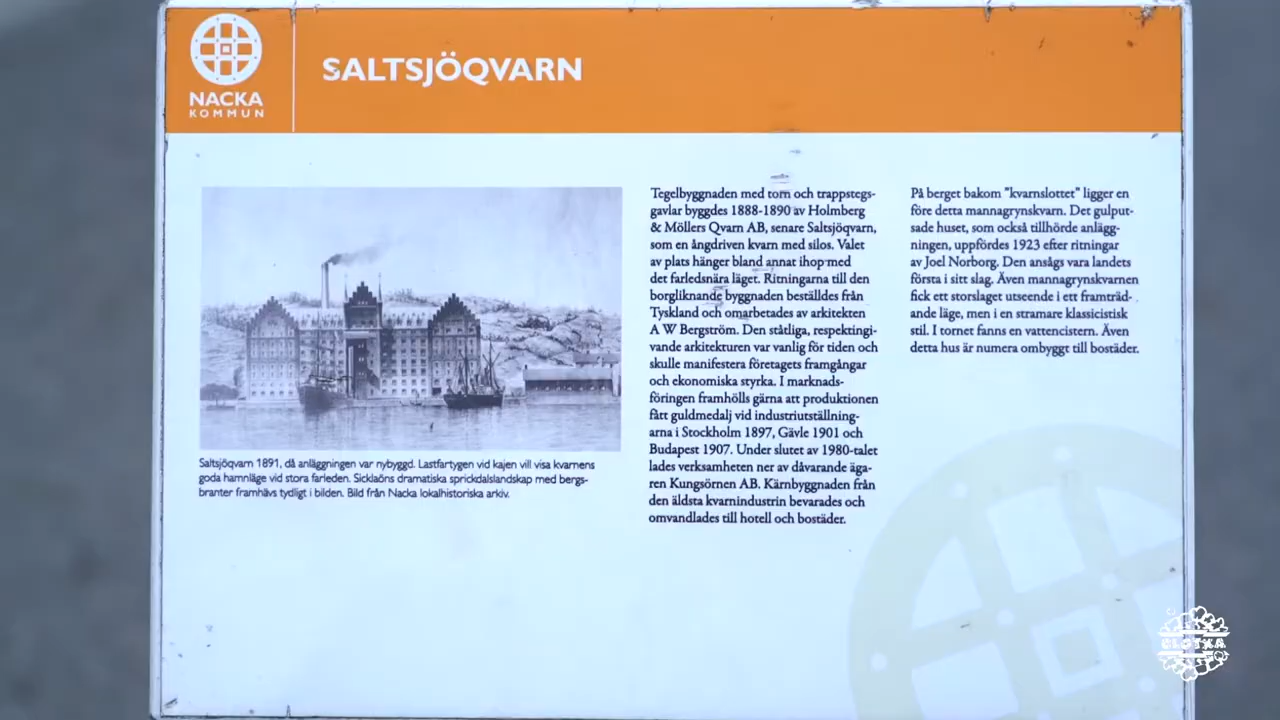 NACKA
KOMMUN
SALTSJÖQVARN
Saltsjöqvarn 1891, då anläggningen var nybyggd. Lastfartygen vid kajen vill visa kvarnens
goda hamnläge vid stora farleden. Sicklaöns dramatiska sprickdalslandskap med bergs-
branter framhävs tydligt i bilden. Bild från Nacka lokalhistoriska arkiv.
Tegelbyggnaden med torn och trappstegs-
gavlar byggdes 1888-1890 av Holmberg
& Möllers Qvarn AB, senare Saltsjöqvarn,
som en ångdriven kvarn med silos. Valet
av plats hänger bland annat ihop med
det farledsnära läget. Ritningarna till den
borgliknande byggnaden beställdes från
Tyskland och omarbetades av arkitekten
A W Bergström. Den ståtliga, respektingi-
vande arkitekturen var vanlig för tiden och
skulle manifestera företagets framgångar
och ekonomiska styrka. I marknads-
föringen framhölls gärna att produktionen
fått guldmedalj vid industriutställning-
arna i Stockholm 1897, Gävle 1901 och
Budapest 1907. Under slutet av 1980-talet
lades verksamheten ner av dåvarande äga-
ren Kungsörnen AB. Kärnbyggnaden från
den äldsta kvarnindustrin bevarades och
omvandlades till hotell och bostäder.
På berget bakom "kvarnslottet" ligger en
före detta mannagrynskvarn. Det gulput-
sade huset, som också tillhörde anlägg-
ningen, uppfördes 1923 efter ritningar
av Joel Norborg. Den ansågs vara landets
första i sitt slag. Även mannagrynskvarnen
fick ett storslaget utseende i ett framträd-
ande läge, men i en stramare klassicistisk
stil. I tornet fanns en vattencistern. Även
detta hus är numera ombyggt till bostäder.